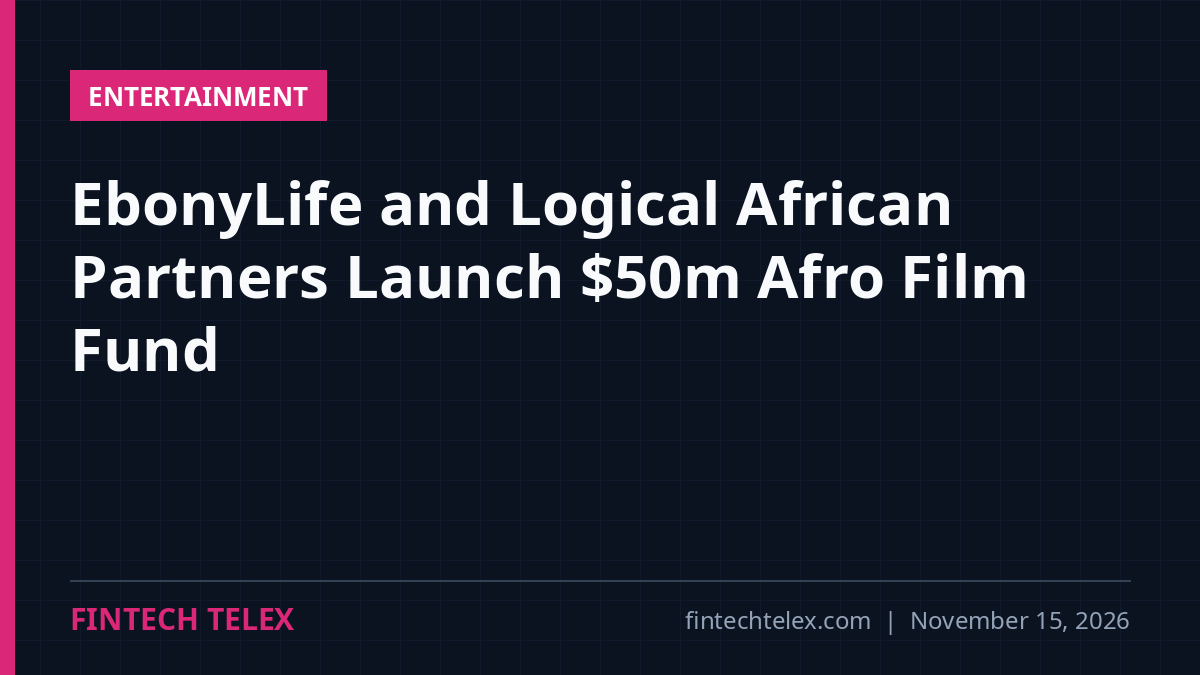 ENTERTAINMENT
EbonyLife and Logical African
Partners Launch $50m Afro Film
Fund
FINTECH TELEX
fintechtelex.com | November 15, 2026